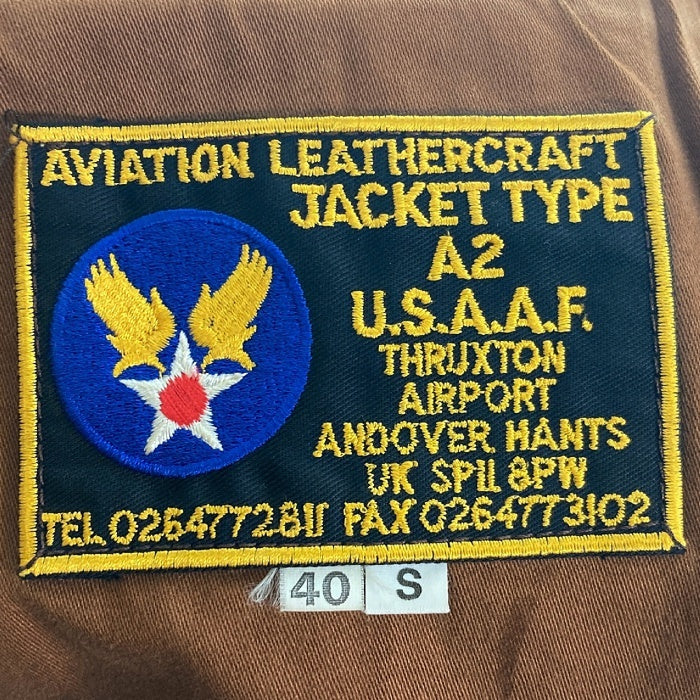 AVIATION LEATHERCRAFT
JACKET TYPE
A2
U.S.A.A.F.
THRUXTON
AIRPORT
ANDOVER HANTS
UK SP11 8PW
TEL 0264772811 FAX 0264773102
40 S